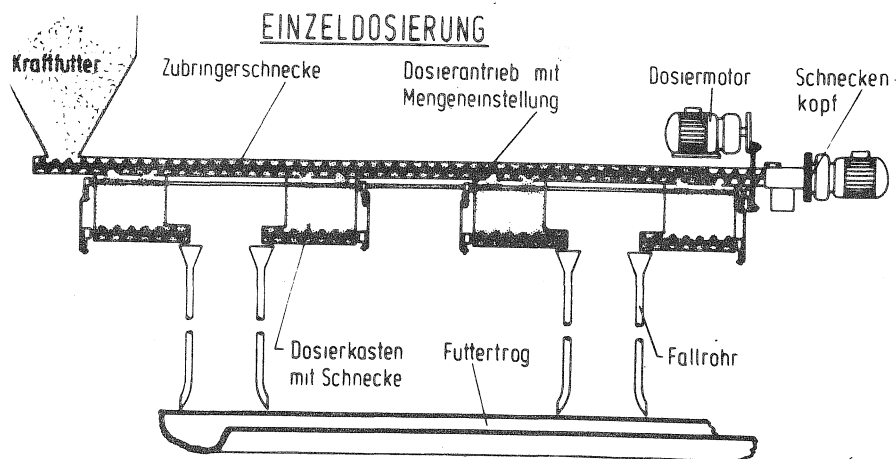 EINZELDOSIERUNG
Kraftfutter
Zubringerschnecke
Dosierantrieb mit
Mengeneinstellung
Dosiermotor
Schnecken-
kopf
Dosierkasten
mit Schnecke
Futtertrog
Fallrohr